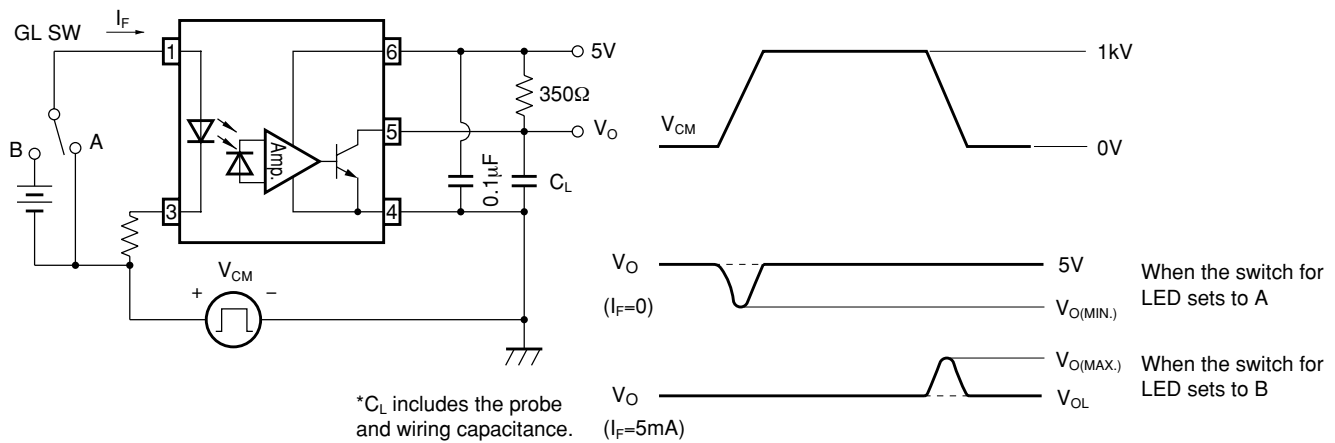 GL SW
I_F
1
6
5V
350Ω
5
V_O
B
A
Amp.
0.1μF
C_L
3
4
V_CM
+
−
*C_L includes the probe
and wiring capacitance.
1kV
V_CM
0V
V_O
5V
When the switch for
(I_F=0)
V_O(MIN.)
LED sets to A
V_O(MAX.)
When the switch for
V_O
V_OL
LED sets to B
(I_F=5mA)